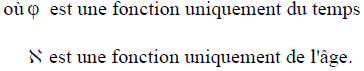 où φ est une fonction uniquement du temps
ℵ est une fonction uniquement de l'âge.